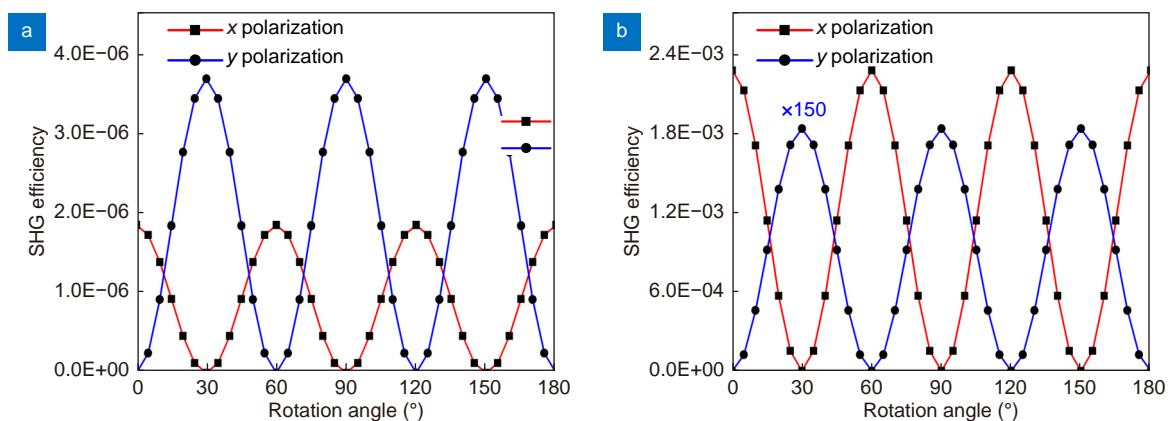 a
SHG efficiency
4.0E−06
3.0E−06
2.0E−06
1.0E−06
0.0E+00
x polarization
y polarization
0
30
60
90
120
150
180
Rotation angle (°)
b
SHG efficiency
2.4E−03
1.8E−03
1.2E−03
6.0E−04
0.0E+00
x polarization
y polarization
×150
0
30
60
90
120
150
180
Rotation angle (°)